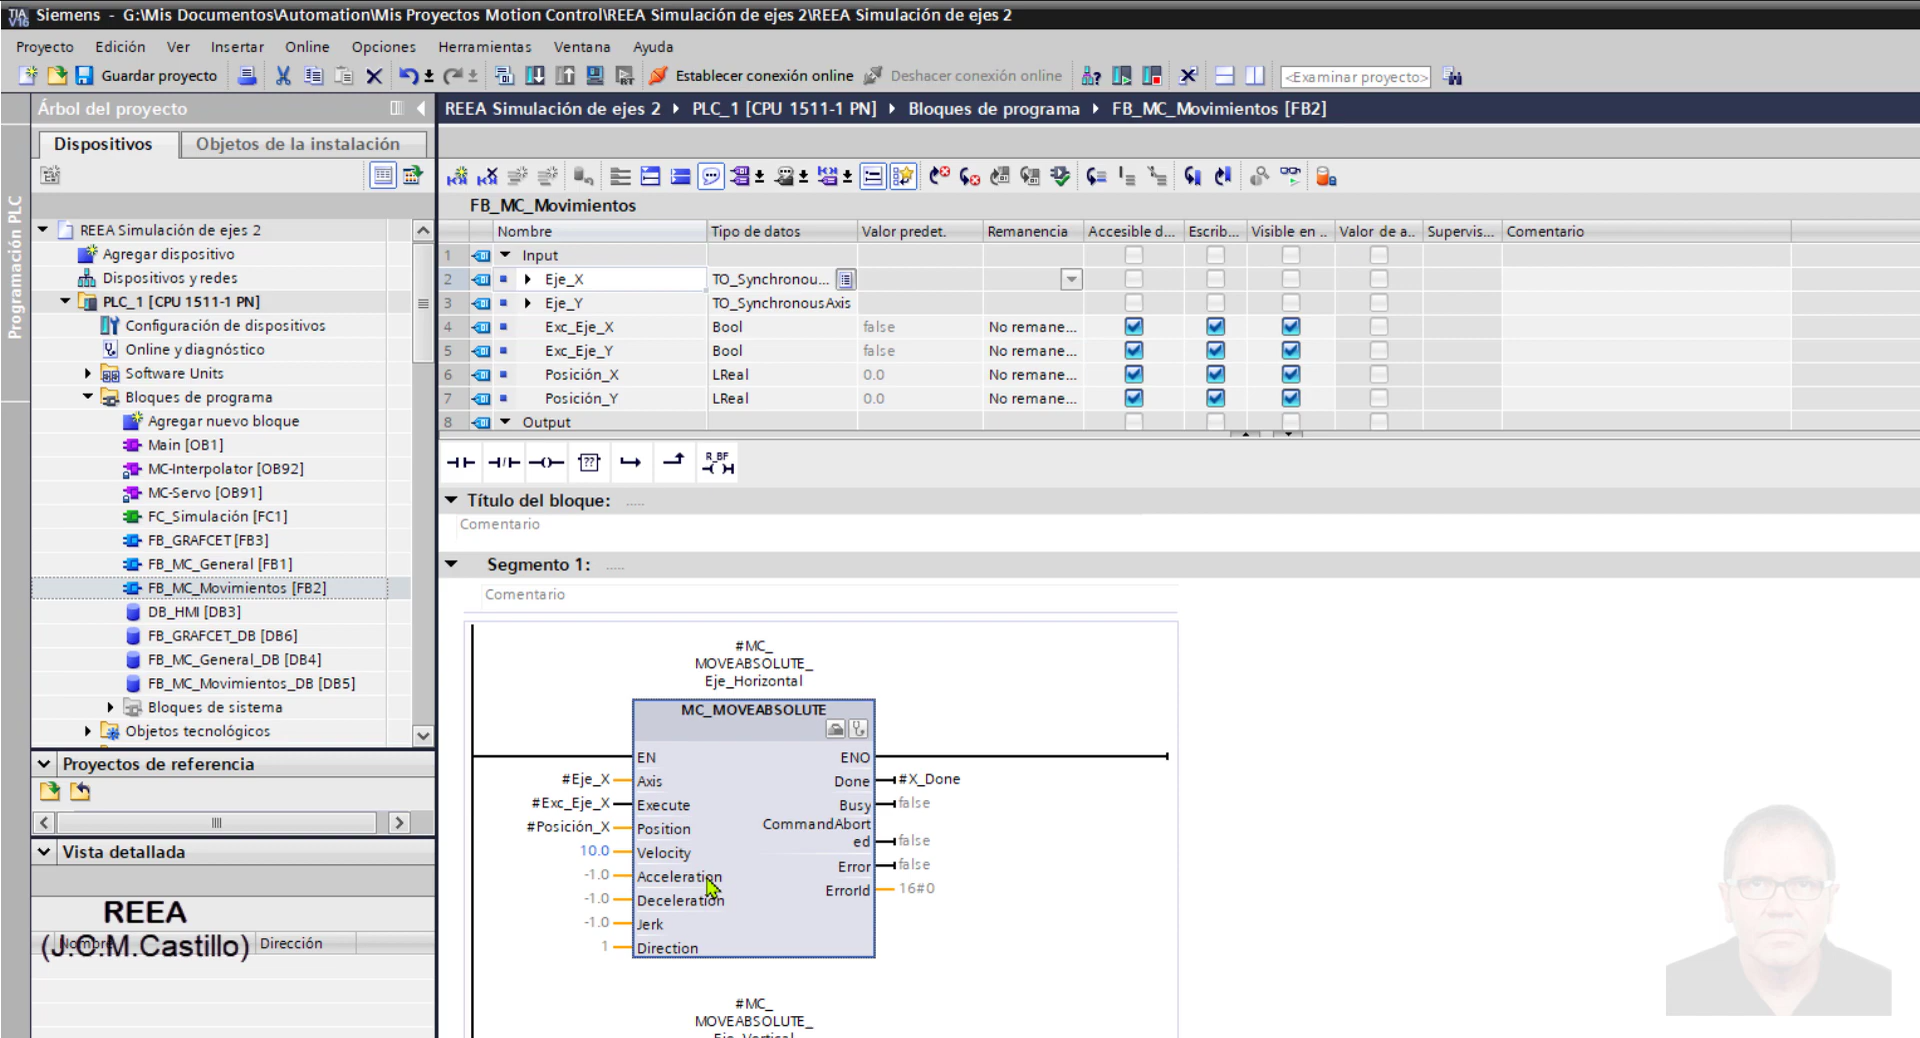 Siemens - G:\Mis Documentos\Automation\Mis Proyectos Motion Control\REEA Simulación de ejes 2\REEA Simulación de ejes 2
Proyecto Edición Ver Insertar Online Opciones Herramientas Ventana Ayuda
Guardar proyecto Establecer conexión online Deshacer conexión online <Examinar proyecto>
Árbol del proyecto
REEA Simulación de ejes 2 PLC_1 [CPU 1511-1 PN] Bloques de programa FB_MC_Movimientos [FB2]
Dispositivos Objetos de la instalación
Programación PLC
REEA Simulación de ejes 2
Agregar dispositivo
Dispositivos y redes
PLC_1 [CPU 1511-1 PN]
Configuración de dispositivos
Online y diagnóstico
Software Units
Bloques de programa
Agregar nuevo bloque
Main [OB1]
MC-Interpolator [OB92]
MC-Servo [OB91]
FC_Simulación [FC1]
FB_GRAFCET [FB3]
FB_MC_General [FB1]
FB_MC_Movimientos [FB2]
DB_HMI [DB3]
FB_GRAFCET_DB [DB6]
FB_MC_General_DB [DB4]
FB_MC_Movimientos_DB [DB5]
Bloques de sistema
Objetos tecnológicos
Proyectos de referencia
Vista detallada
REEA
(J.C.M.Castillo)
Nombre Dirección
FB_MC_Movimientos
Nombre Tipo de datos Valor predet. Remanencia Accesible d... Escrib... Visible en .. Valor de a.. Supervis... Comentario
1 Input
2 Eje_X TO_Synchronou...
3 Eje_Y TO_SynchronousAxis
4 Exc_Eje_X Bool false No remane...
5 Exc_Eje_Y Bool false No remane...
6 Posición_X LReal 0.0 No remane...
7 Posición_Y LReal 0.0 No remane...
8 Output
?? R_BF
Título del bloque: .....
Comentario
Segmento 1: .....
Comentario
#MC_
MOVEABSOLUTE_
Eje_Horizontal
MC_MOVEABSOLUTE
EN ENO
#Eje_X Axis Done #X_Done
#Exc_Eje_X Execute Busy false
#Posición_X Position CommandAbort
ed false
10.0 Velocity
-1.0 Acceleration Error false
-1.0 Deceleration ErrorId 16#0
-1.0 Jerk
1 Direction
#MC_
MOVEABSOLUTE_
Eje_Vertical